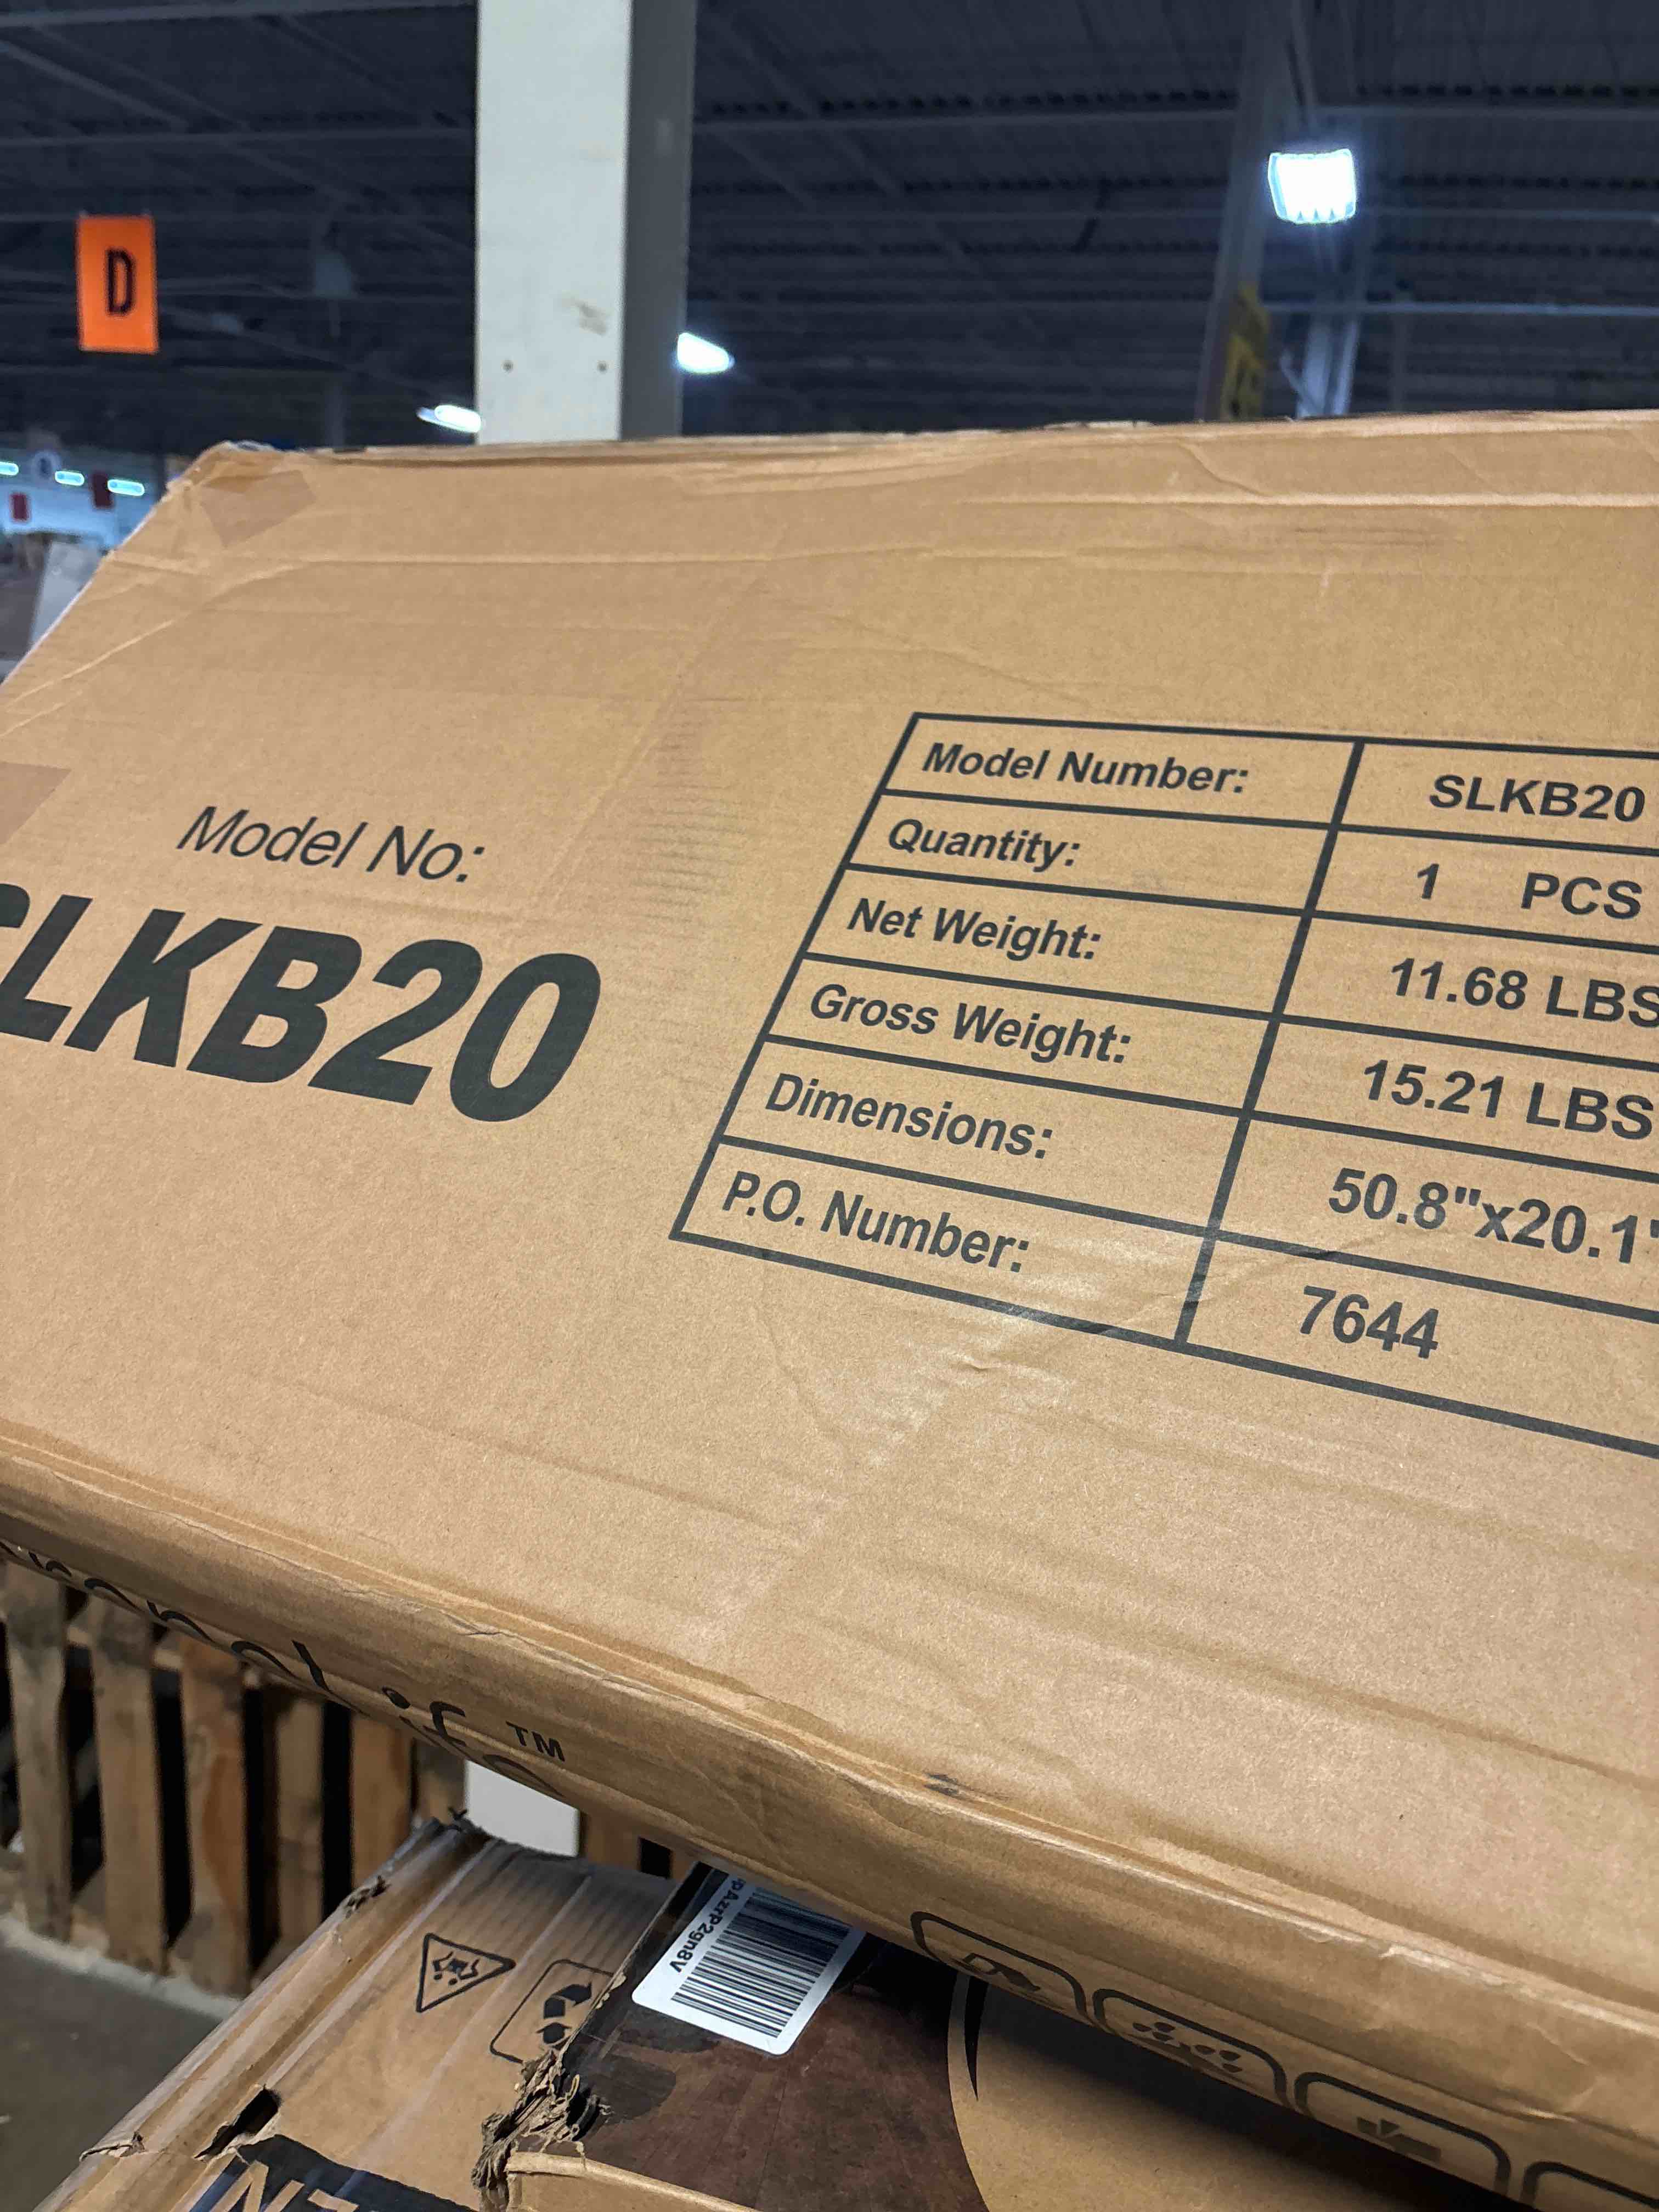 D
Model No:
SLKB20
Model Number: SLKB20
Quantity: 1 PCS
Net Weight: 11.68 LBS
Gross Weight: 15.21 LBS
Dimensions: 50.8"x20.1"
P.O. Number: 7644
TM